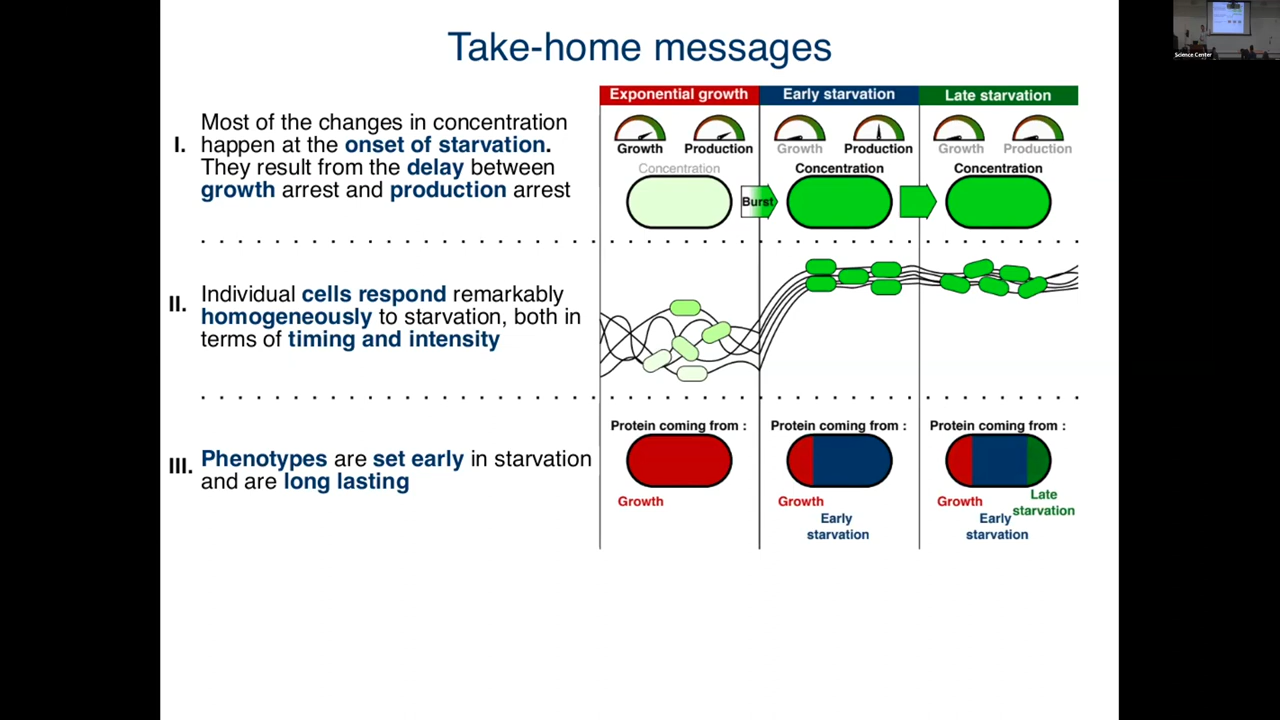 Take-home messages
I.
Most of the changes in concentration
happen at the onset of starvation.
They result from the delay between
growth arrest and production arrest
Exponential growth
Early starvation
Late starvation
Growth Production
Growth Production
Growth Production
Concentration
Concentration
Concentration
Burst
II.
Individual cells respond remarkably
homogeneously to starvation, both in
terms of timing and intensity
III.
Phenotypes are set early in starvation
and are long lasting
Protein coming from :
Protein coming from :
Protein coming from :
Growth
Growth
Early
starvation
Growth
Early
starvation
Late
starvation
Science Center